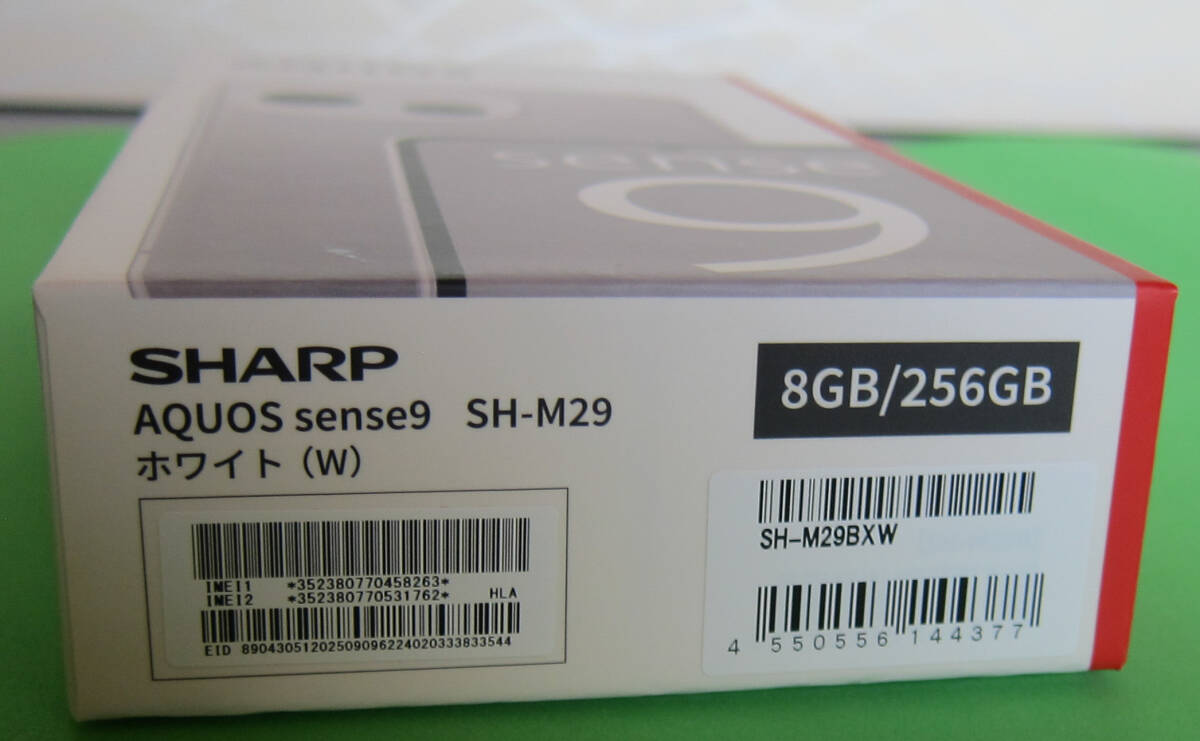 sense
9
SHARP
AQUOS sense9 SH-M29
ホワイト（W）
8GB/256GB
IMEI1 *352380770458263*
IMEI2 *352380770531762* HLA
EID 89043051202509096224020333833544
SH-M29BXW
4 550556 144377